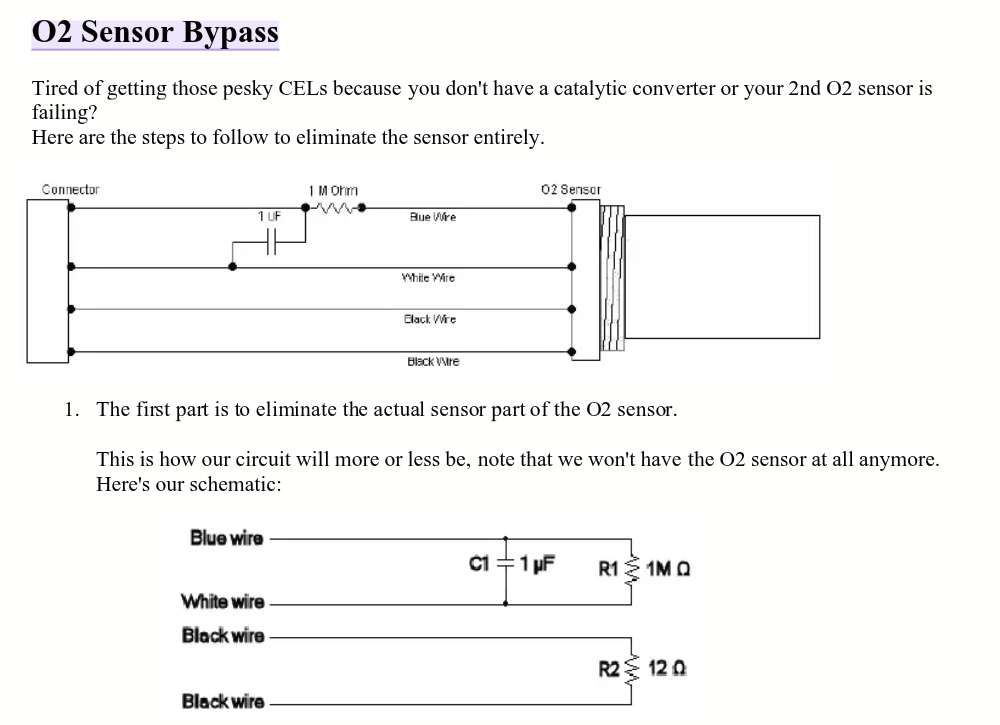 O2 Sensor Bypass
Tired of getting those pesky CELs because you don't have a catalytic converter or your 2nd O2 sensor is
failing?
Here are the steps to follow to eliminate the sensor entirely.
Connector
1 M Ohm
O2 Sensor
1 UF
Blue Wire
White Wire
Black Wire
Black Wire
1. The first part is to eliminate the actual sensor part of the O2 sensor.
This is how our circuit will more or less be, note that we won't have the O2 sensor at all anymore.
Here's our schematic:
Blue wire
C1 1 µF
R1 1M Ω
White wire
Black wire
R2 12 Ω
Black wire